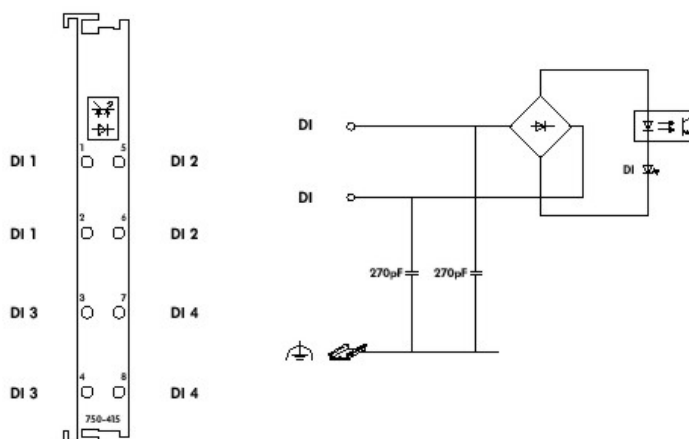 1 5
DI 1 DI 2
2 6
DI 1 DI 2
3 7
DI 3 DI 4
4 8
DI 3 DI 4
750-415
DI
DI
DI
270pF 270pF